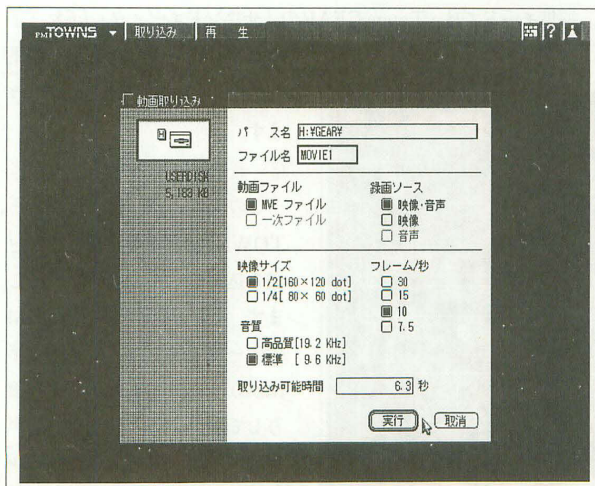 FMTOWNS ▼ 取り込み 再 生 ?
動画取り込み
H
USERDISK
5,183 KB
パ ス名 H:¥GEAR¥
ファイル名 MOVIE1
動画ファイル
■ MVE ファイル
□ 一次ファイル
録画ソース
■ 映像・音声
□ 映像
□ 音声
映像サイズ
■ 1/2[160×120 dot]
□ 1/4[ 80× 60 dot]
フレーム/秒
□ 30
□ 15
■ 10
□ 7.5
音質
□ 高品質[19.2 KHz]
■ 標準 [ 9.6 KHz]
取り込み可能時間 6.3 秒
実行 取消